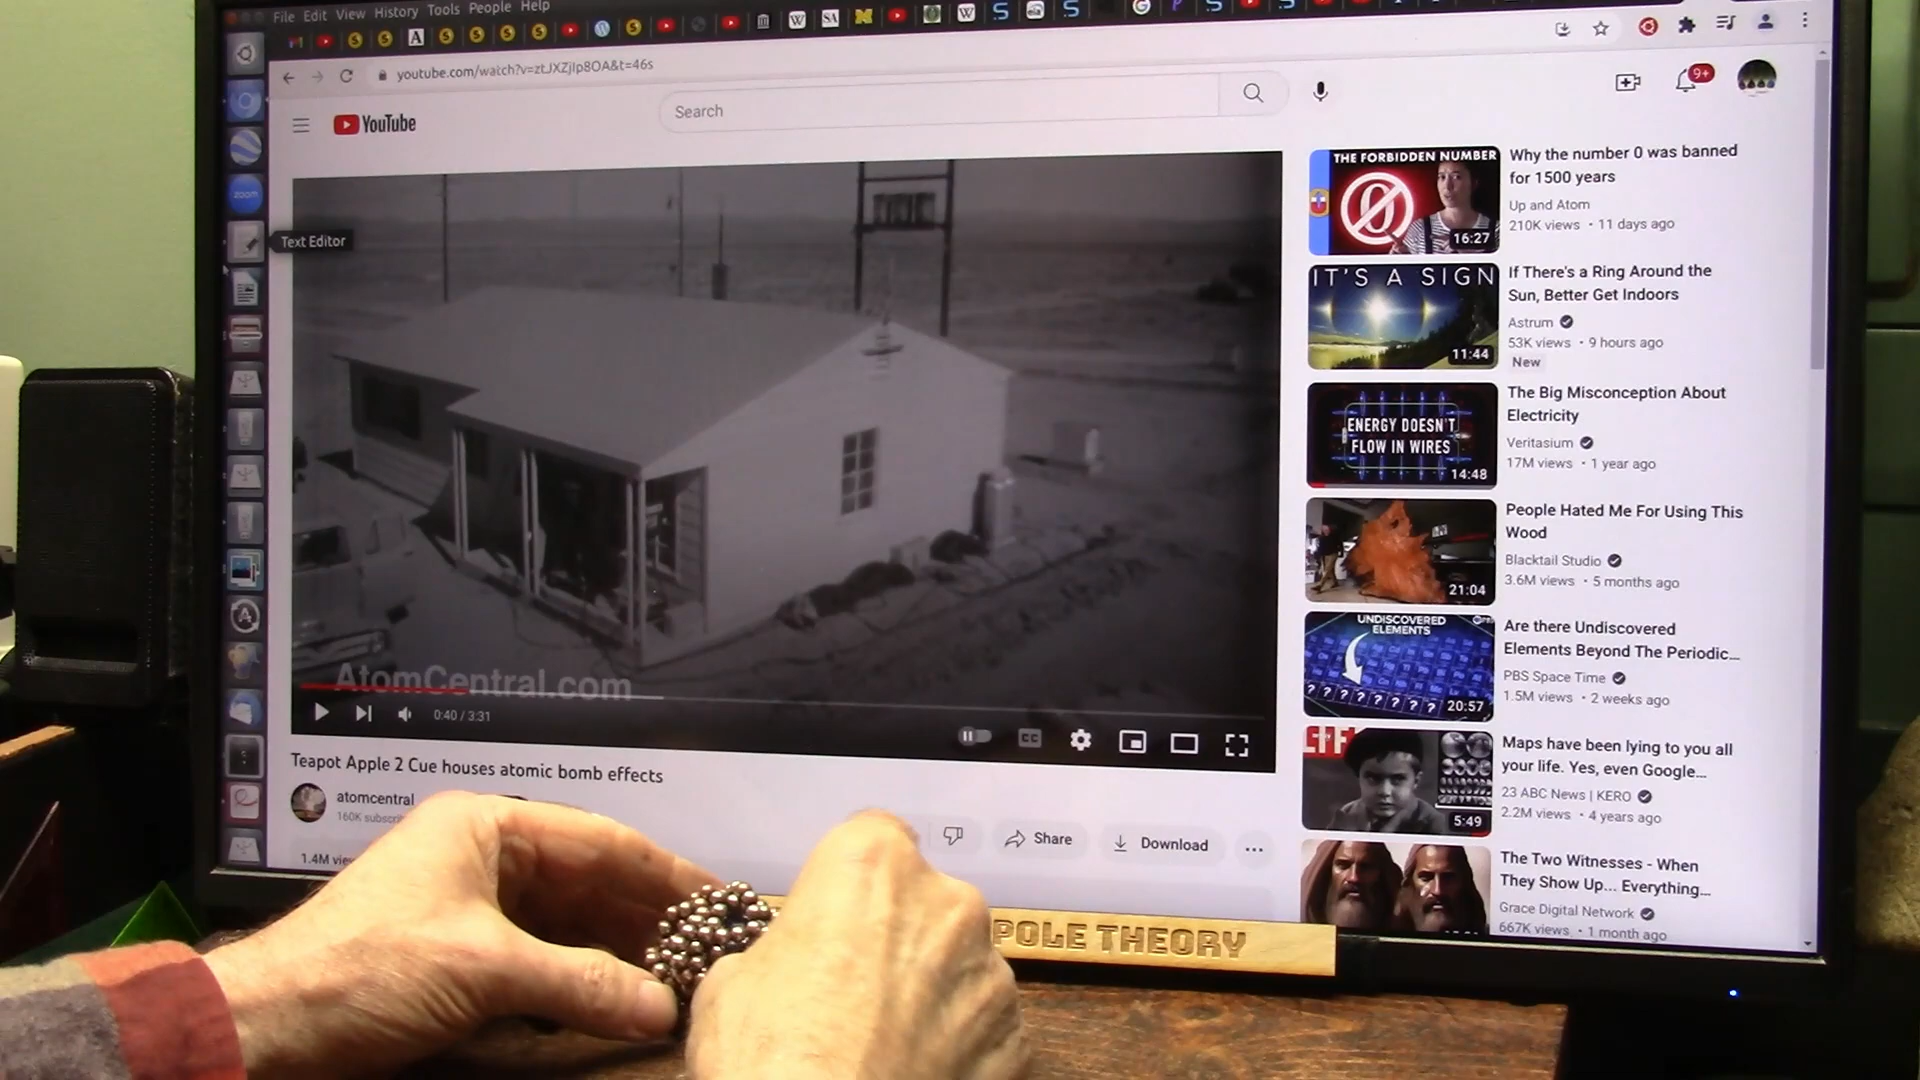 File Edit View History Tools People Help
youtube.com/watch?v=ztJXZjIp8OA&t=46s
YouTube
Search
9+
zoom
Text Editor
AtomCentral.com
0:40 / 3:31
CC
Teapot Apple 2 Cue houses atomic bomb effects
atomcentral
160K
1.4M
Share
Download
POLE THEORY
THE FORBIDDEN NUMBER
0
16:27
Why the number 0 was banned
for 1500 years
Up and Atom
210K views • 11 days ago
IT'S A SIGN
11:44
If There's a Ring Around the
Sun, Better Get Indoors
Astrum
53K views • 9 hours ago
New
ENERGY DOESN'T
FLOW IN WIRES
14:48
The Big Misconception About
Electricity
Veritasium
17M views • 1 year ago
21:04
People Hated Me For Using This
Wood
Blacktail Studio
3.6M views • 5 months ago
UNDISCOVERED
ELEMENTS
? ? ? ? ? ? ? ?
20:57
Are there Undiscovered
Elements Beyond The Periodic...
PBS Space Time
1.5M views • 2 weeks ago
LIFE
5:49
Maps have been lying to you all
your life. Yes, even Google...
23 ABC News | KERO
2.2M views • 4 years ago
The Two Witnesses - When
They Show Up... Everything...
Grace Digital Network
667K views • 1 month ago